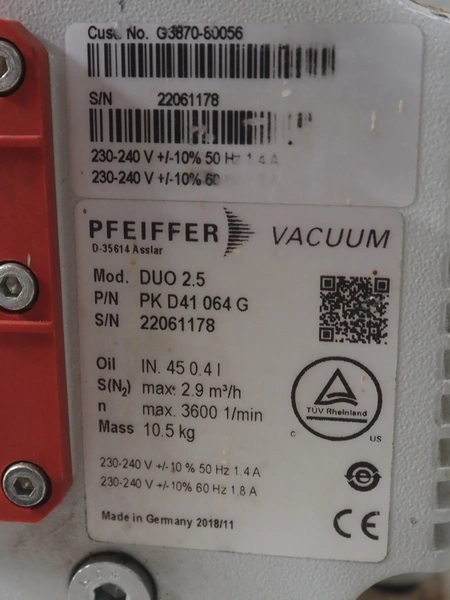 Cust. No. G3870-80056
S/N 22061178
230-240 V +/-10% 50 Hz 1.4 A
230-240 V +/-10% 60
PFEIFFER VACUUM
D-35614 Asslar
Mod. DUO 2.5
P/N PK D41 064 G
S/N 22061178
Oil IN. 45 0.4 l
S(N₂) max. 2.9 m³/h
n max. 3600 1/min
Mass 10.5 kg
TÜV Rheinland
C US
230-240 V +/-10 % 50 Hz 1.4 A
230-240 V +/-10% 60 Hz 1.8 A
e
Made in Germany 2018/11
CE